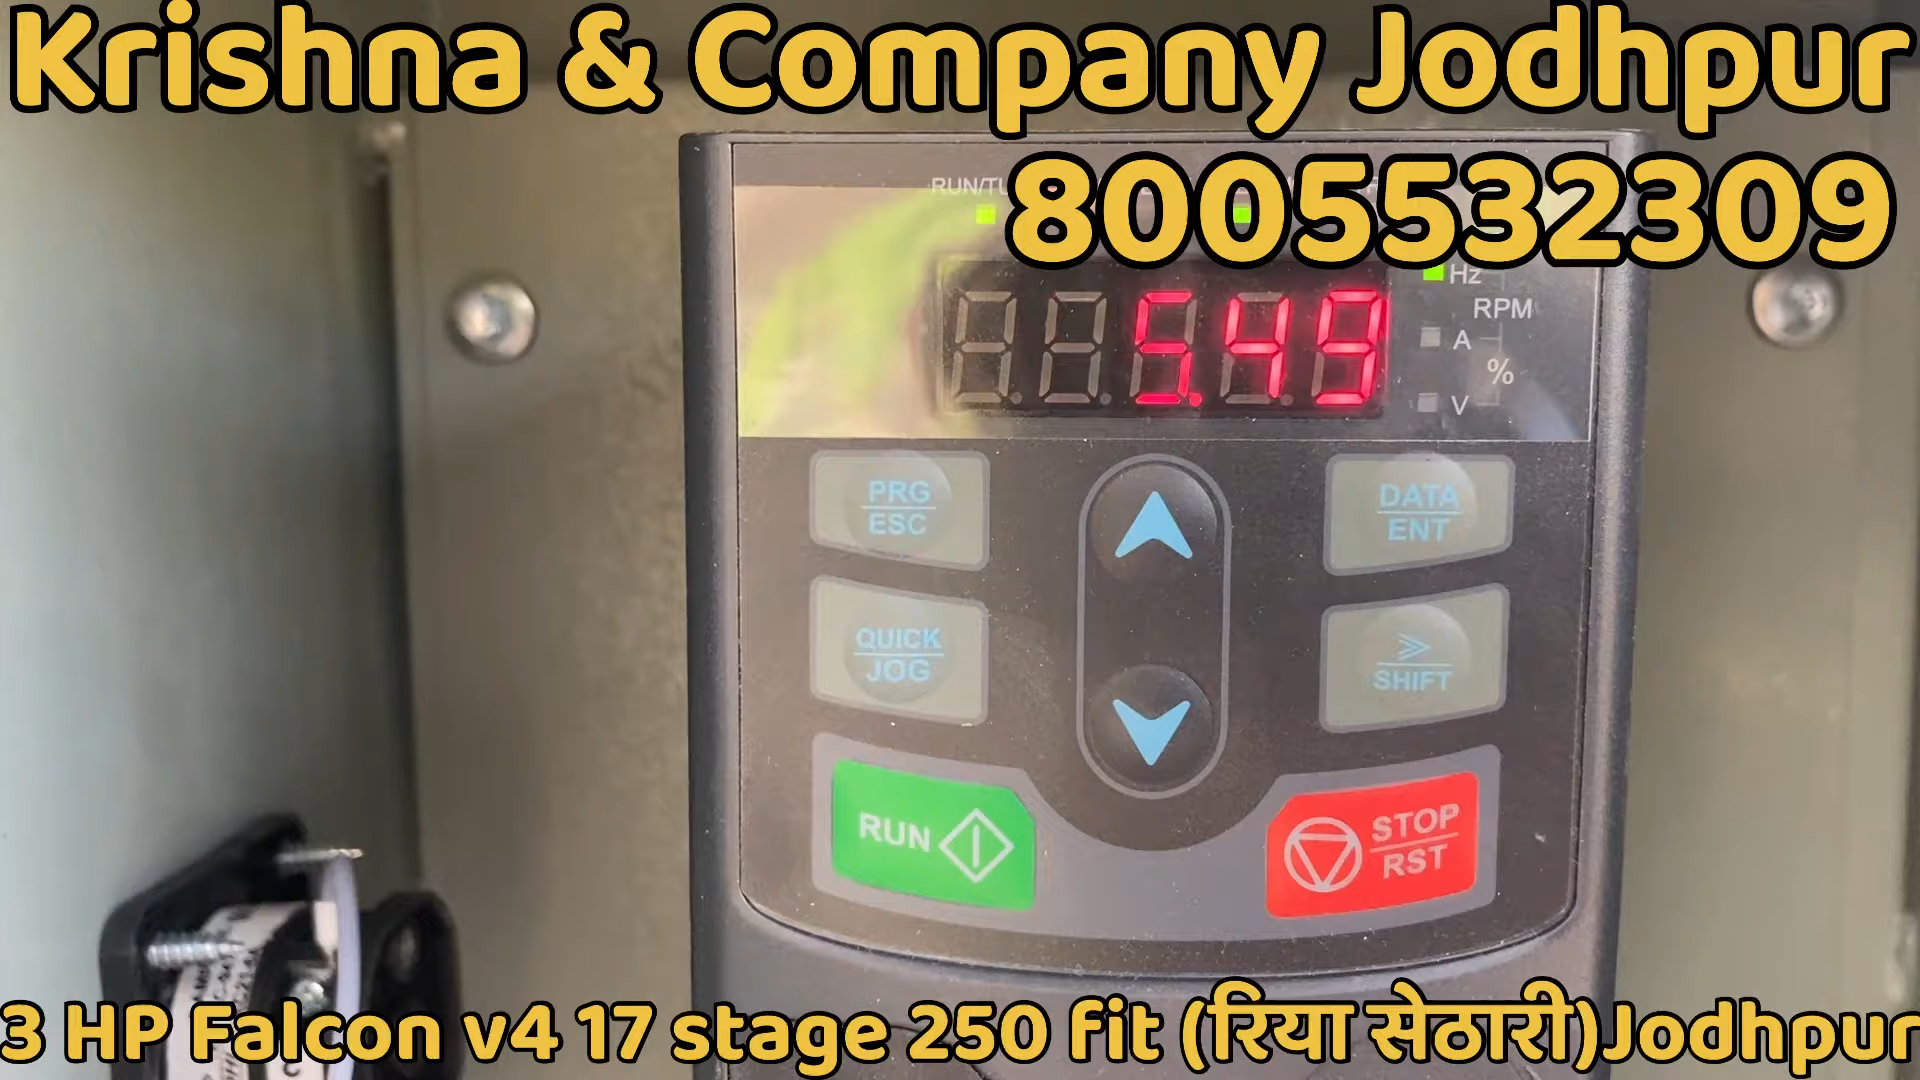 Krishna & Company Jodhpur
8005532309
RUN/TU
Hz
RPM
5.49
A
%
V
PRG
ESC
DATA
ENT
QUICK
JOG
SHIFT
RUN
STOP
RST
3 HP Falcon v4 17 stage 250 fit (रिया सेठारी)Jodhpur